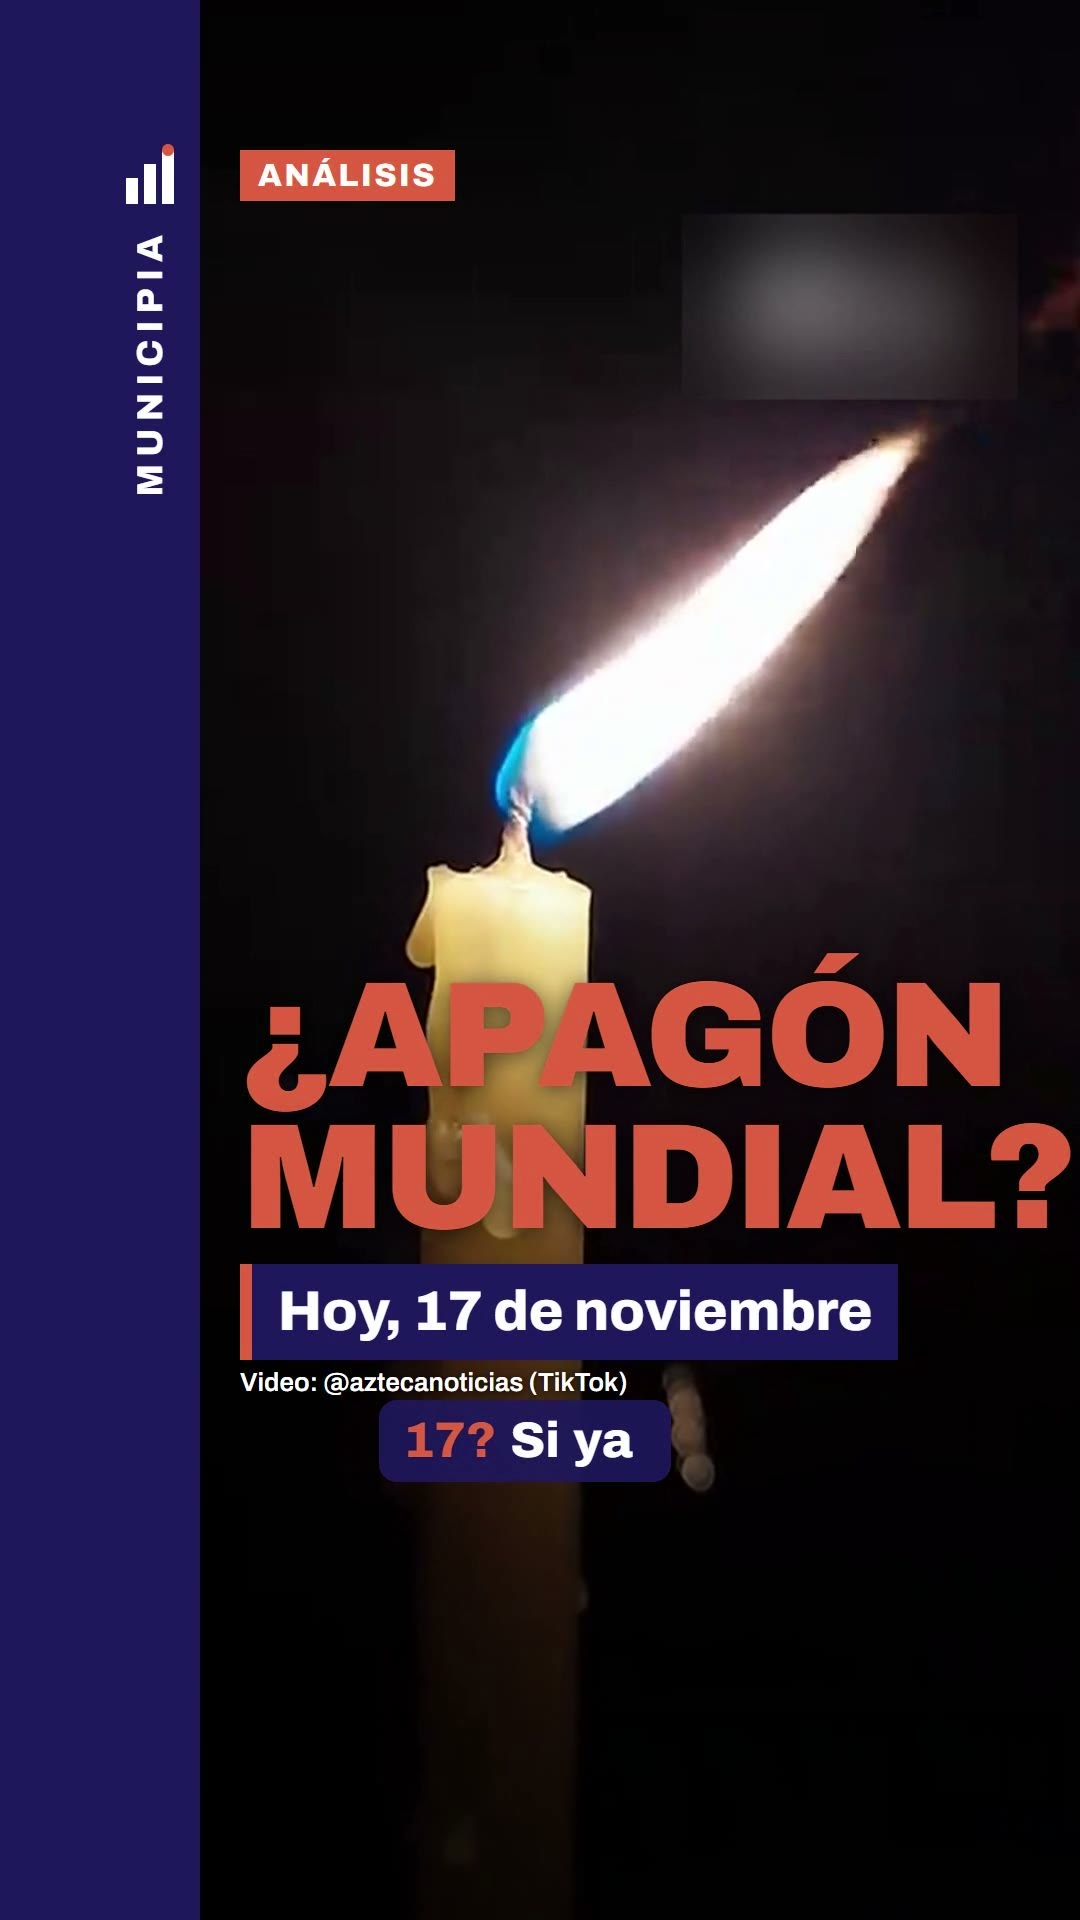 MUNICIPIA
ANÁLISIS
¿APAGÓN
MUNDIAL?
Hoy, 17 de noviembre
Video: @aztecanoticias (TikTok)
17? Si ya